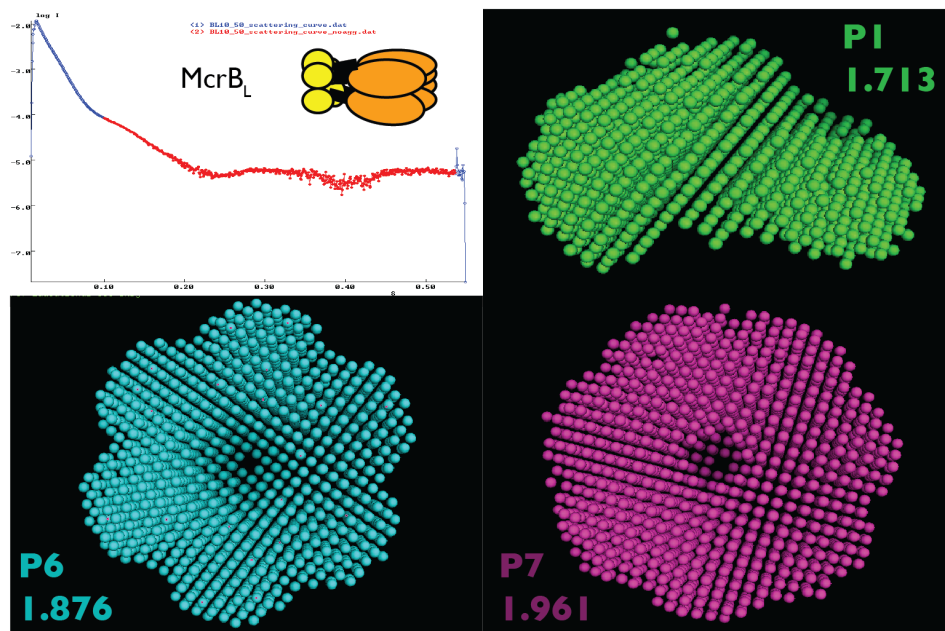 log I
(1) BL10_50_scattering_curve.dat
(2) BL10_50_scattering_curve_noagg.dat
McrBL
-2.0
-3.0
-4.0
-5.0
-6.0
-7.0
0.10 0.20 0.30 0.40 0.50
s
P1
1.713
P6
1.876
P7
1.961